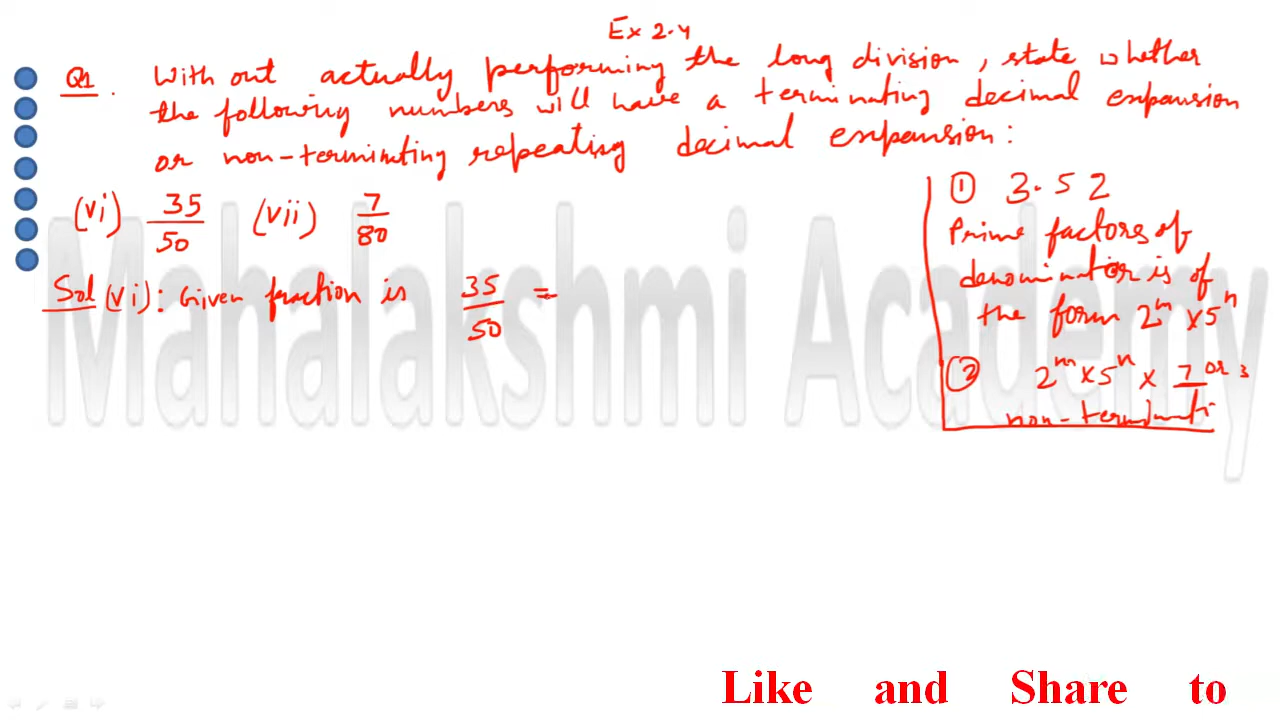 Ex 2.4
Q1. With out actually performing the long division, state whether
the following numbers will have a terminating decimal expansion
or non-terminating repeating decimal expansion:
(vi) 35/50 (vii) 7/80
Sol (vi): Given fraction is 35/50 =
① 3.52
Prime factors of
denominator is of
the form 2^m × 5^n
② 2^m × 5^n × 7 or 3
non-terminati
Mahalakshmi Academy
Like and Share to